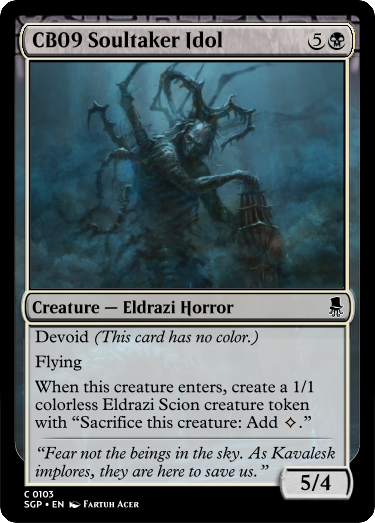 CB09 Soultaker Idol 5
Creature — Eldrazi Horror
Devoid (This card has no color.)
Flying
When this creature enters, create a 1/1
colorless Eldrazi Scion creature token
with “Sacrifice this creature: Add .”
“Fear not the beings in the sky. As Kavalesk
implores, they are here to save us.”
5/4
C 0103
SGP • EN Fartuh Acer